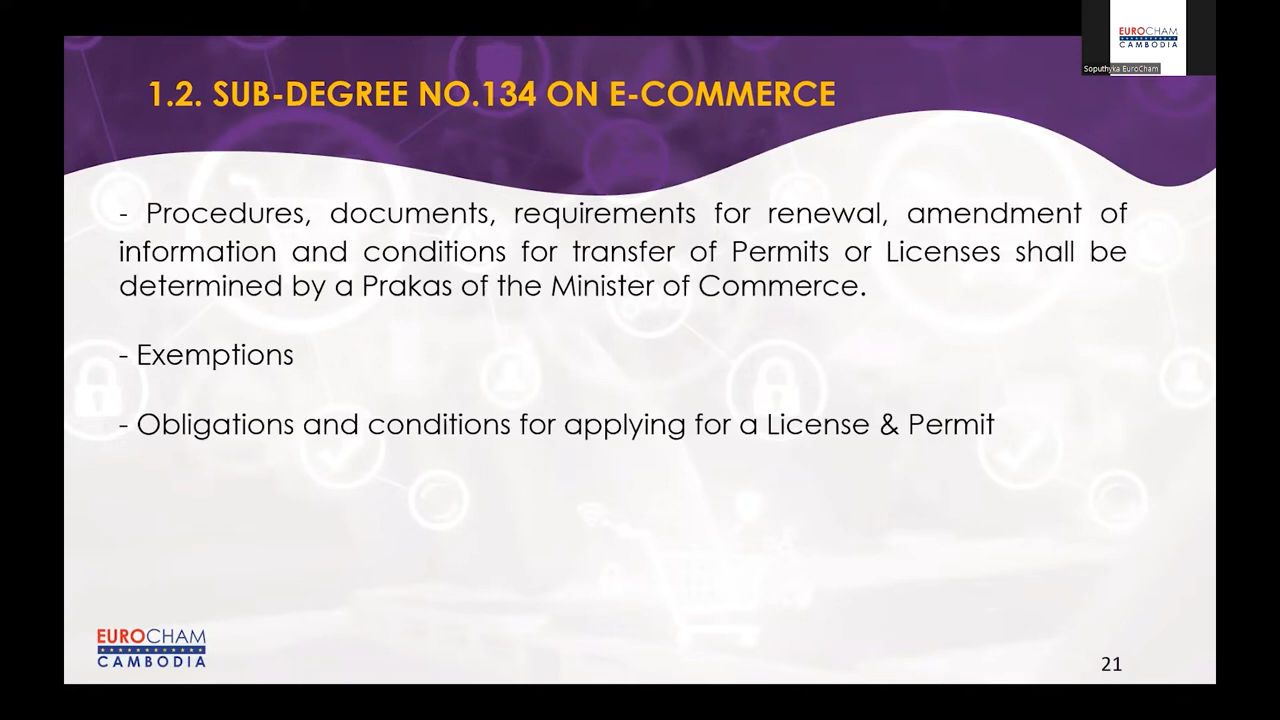 EUROCHAM
CAMBODIA
Soputhyka EuroCham
1.2. SUB-DEGREE NO.134 ON E-COMMERCE
- Procedures, documents, requirements for renewal, amendment of
information and conditions for transfer of Permits or Licenses shall be
determined by a Prakas of the Minister of Commerce.
- Exemptions
- Obligations and conditions for applying for a License & Permit
EUROCHAM
CAMBODIA
21